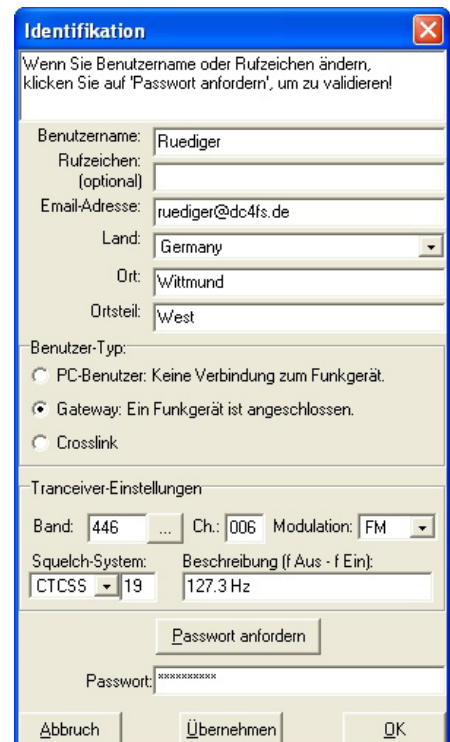 Identifikation
Wenn Sie Benutzername oder Rufzeichen ändern,
klicken Sie auf 'Passwort anfordern', um zu validieren!
Benutzername: Ruediger
Rufzeichen:
(optional)
Email-Adresse: ruediger@dc4fs.de
Land: Germany
Ort: Wittmund
Ortsteil: West
Benutzer-Typ:
PC-Benutzer: Keine Verbindung zum Funkgerät.
Gateway: Ein Funkgerät ist angeschlossen.
Crosslink
Tranceiver-Einstellungen
Band: 446 ... Ch.: 006 Modulation: FM
Squelch-System: Beschreibung (f Aus - f Ein):
CTCSS 19 127.3 Hz
Passwort anfordern
Passwort: **********
Abbruch Übernehmen OK